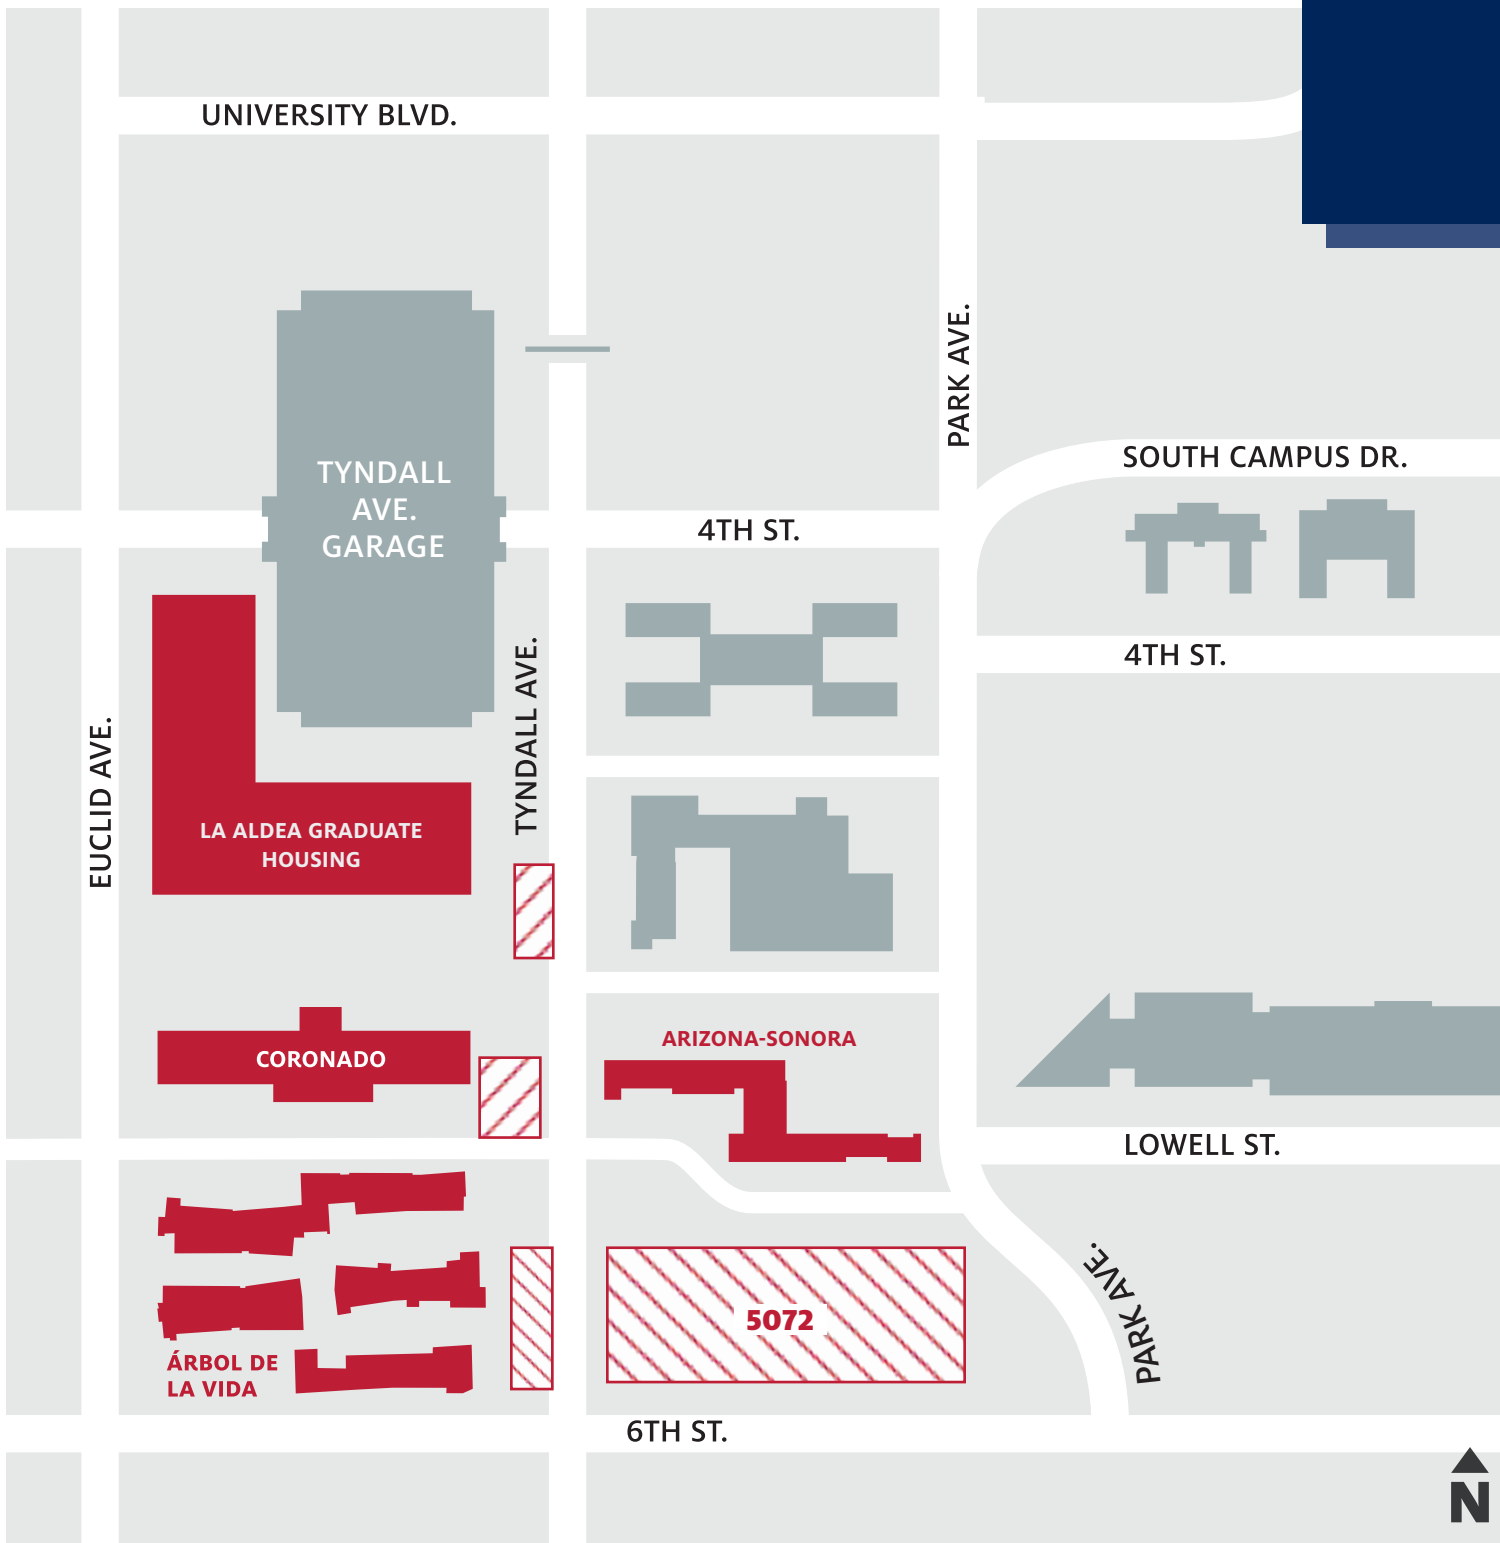 UNIVERSITY BLVD.
PARK AVE.
SOUTH CAMPUS DR.
TYNDALL
AVE.
GARAGE
4TH ST.
4TH ST.
TYNDALL AVE.
EUCLID AVE.
LA ALDEA GRADUATE
HOUSING
ARIZONA-SONORA
CORONADO
LOWELL ST.
PARK AVE.
5072
ÁRBOL DE
LA VIDA
6TH ST.
N